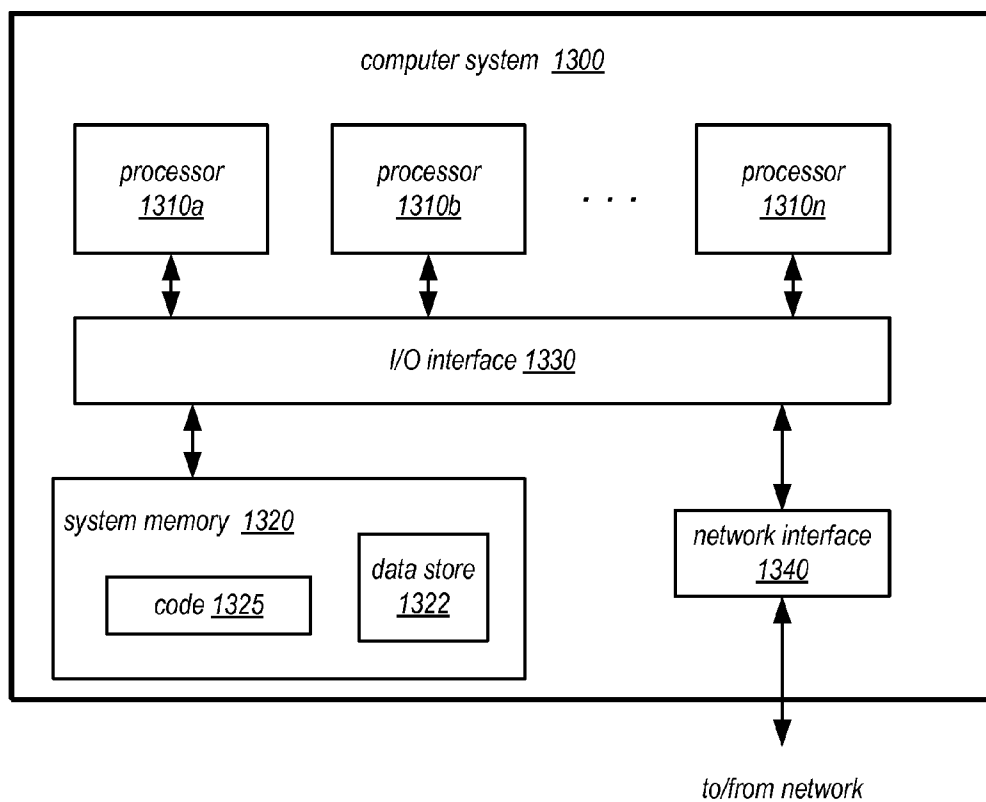 computer system 1300
processor
1310a
processor
1310b
. . .
processor
1310n
I/O interface 1330
system memory 1320
code 1325
data store
1322
network interface
1340
to/from network